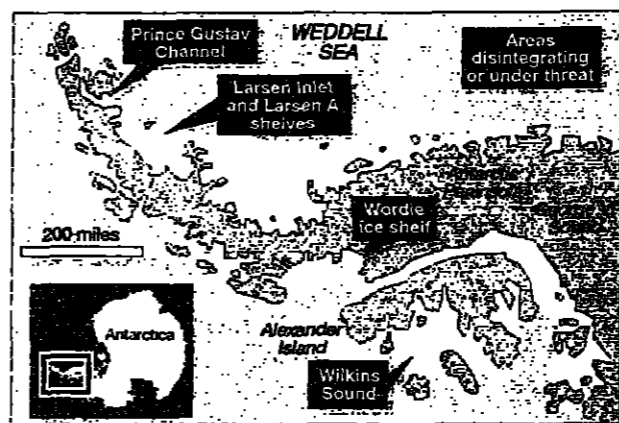 Prince Gustav
Channel
WEDDELL
SEA
Areas
disintegrating
or under threat
Larsen Inlet
and Larsen A
shelves
Wordie
ice shelf
200 miles
Antarctica
Alexander
Island
Wilkins
Sound